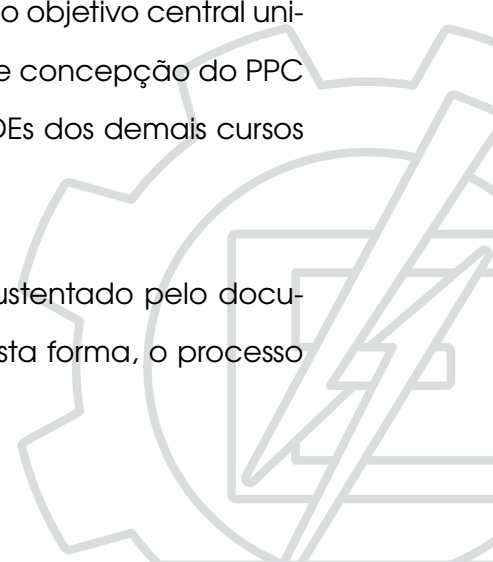 o objetivo central uni-
e concepção do PPC
DEs dos demais cursos
ustentado pelo docu-
sta forma, o processo